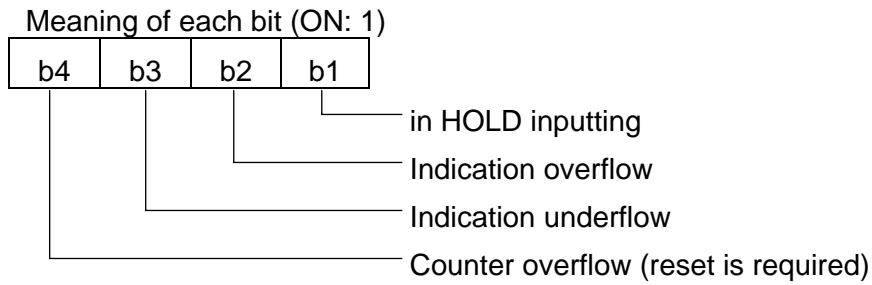 Meaning of each bit (ON: 1)
b4 b3 b2 b1
in HOLD inputting
Indication overflow
Indication underflow
Counter overflow (reset is required)